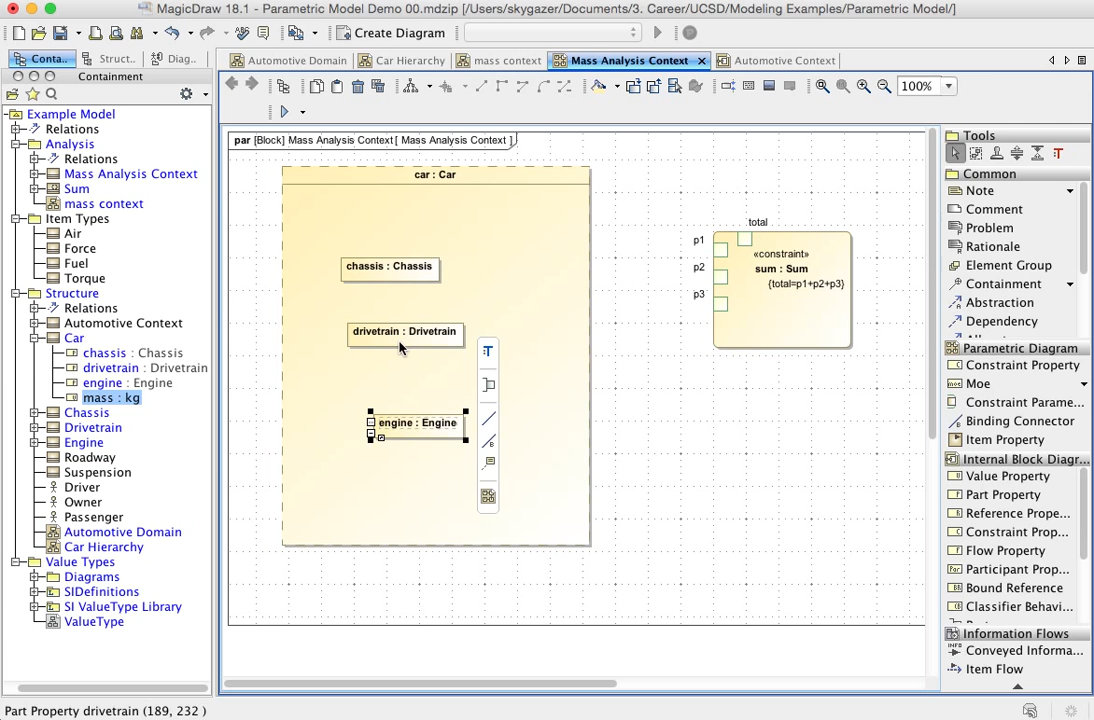 MagicDraw 18.1 - Parametric Model Demo 00.mdzip [/Users/skygazer/Documents/3. Career/UCSD/Modeling Examples/Parametric Model/]
Create Diagram
Conta..
Struct..
Diag..
Automotive Domain
Car Hierarchy
mass context
Mass Analysis Context
Automotive Context
Containment
100%
Example Model
Relations
Analysis
Relations
Mass Analysis Context
Sum
mass context
Item Types
Air
Force
Fuel
Torque
Structure
Relations
Automotive Context
Car
chassis : Chassis
drivetrain : Drivetrain
engine : Engine
mass : kg
Chassis
Drivetrain
Engine
Roadway
Suspension
Driver
Owner
Passenger
Automotive Domain
Car Hierarchy
Value Types
Diagrams
SIDefinitions
SI ValueType Library
ValueType
par [Block] Mass Analysis Context[ Mass Analysis Context ]
car : Car
chassis : Chassis
drivetrain : Drivetrain
engine : Engine
total
p1
p2
p3
«constraint»
sum : Sum
{total=p1+p2+p3}
Tools
Common
Note
Comment
Problem
Rationale
Element Group
Containment
Abstraction
Dependency
Parametric Diagram
Constraint Property
Moe
Constraint Parame...
Binding Connector
Item Property
Internal Block Diagr...
Value Property
Part Property
Reference Prope...
Constraint Prop...
Flow Property
Participant Prop...
Bound Reference
Classifier Behavi...
Information Flows
Conveyed Informa...
Item Flow
Part Property drivetrain (189, 232 )